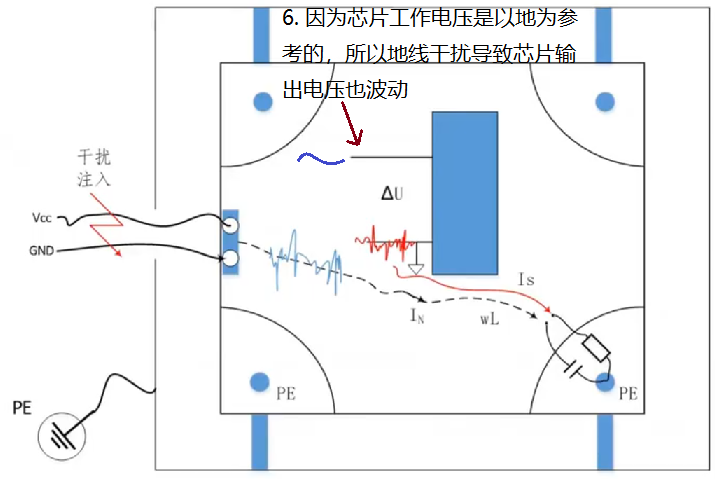 6. 因为芯片工作电压是以地为参
考的，所以地线干扰导致芯片输
出电压也波动
干扰
注入
Vcc
GND
ΔU
Is
IN
wL
PE
PE
PE